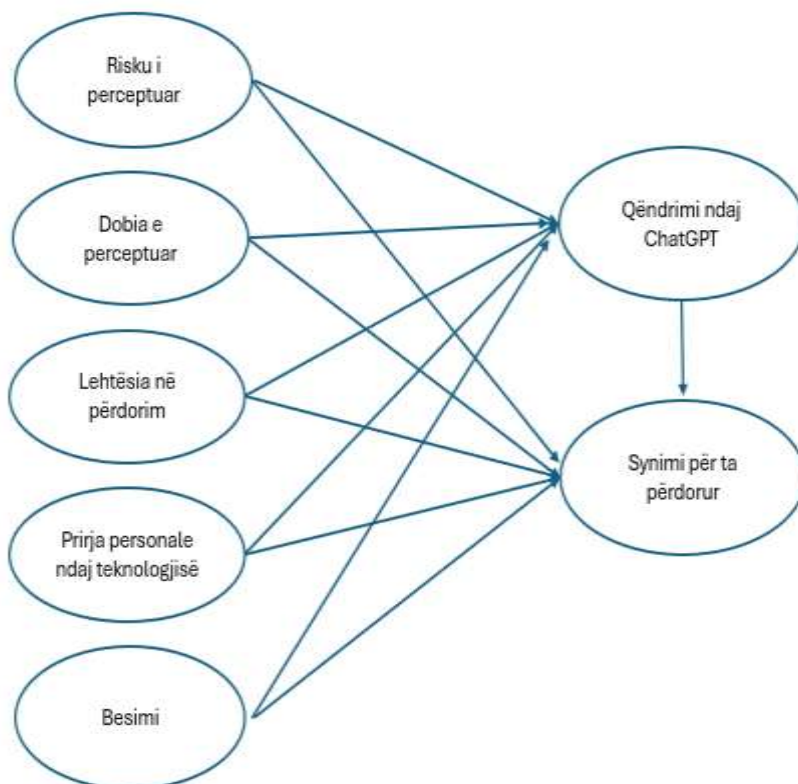 Risku i
perceptuar
Dobia e
perceptuar
Lehtësia në
përdorim
Prirja personale
ndaj teknologjisë
Besimi
Qëndrimi ndaj
ChatGPT
Synimi për ta
përdorur